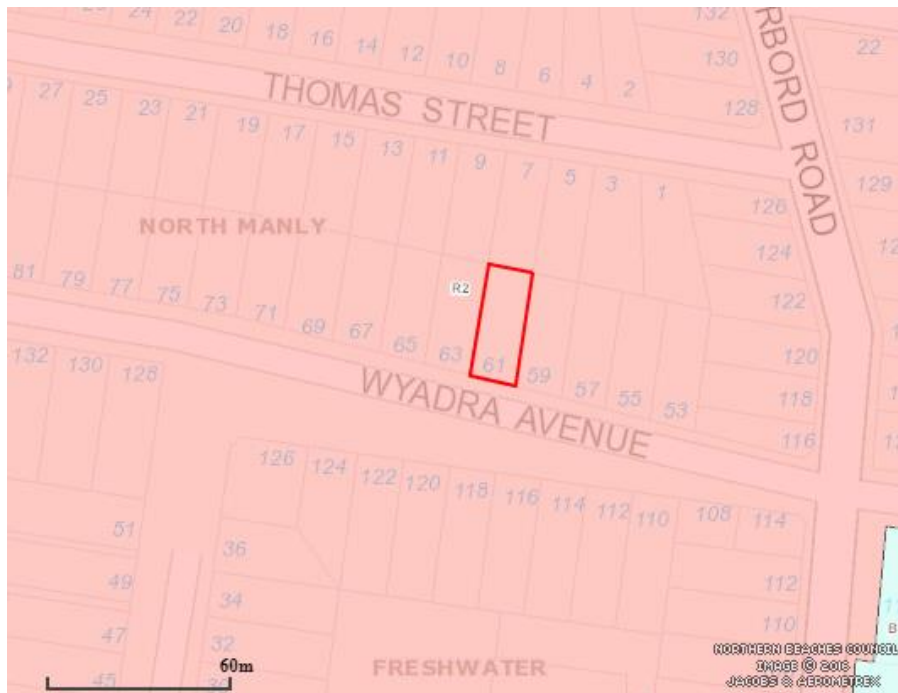 24 22 20 18 16 14 12 10 8 6 4 2
132
130
128
RBORD ROAD
22
131
129
THOMAS STREET
27 25 23 21 19 17 15 13 11 9 7 5 3 1
126
124
122
120
118
116
NORTH MANLY
R2
81 79 77 75 73 71 69 67 65 63 61 59 57 55 53
WYADRA AVENUE
132 130 128
126 124 122 120 118 116 114 112 110 108 114
112
110
51
49
47
45
36
34
32
B
60m
FRESHWATER
NORTHERN BEACHES COUNCIL
IMAGE © 2016
JACOBS & AEROMETREX